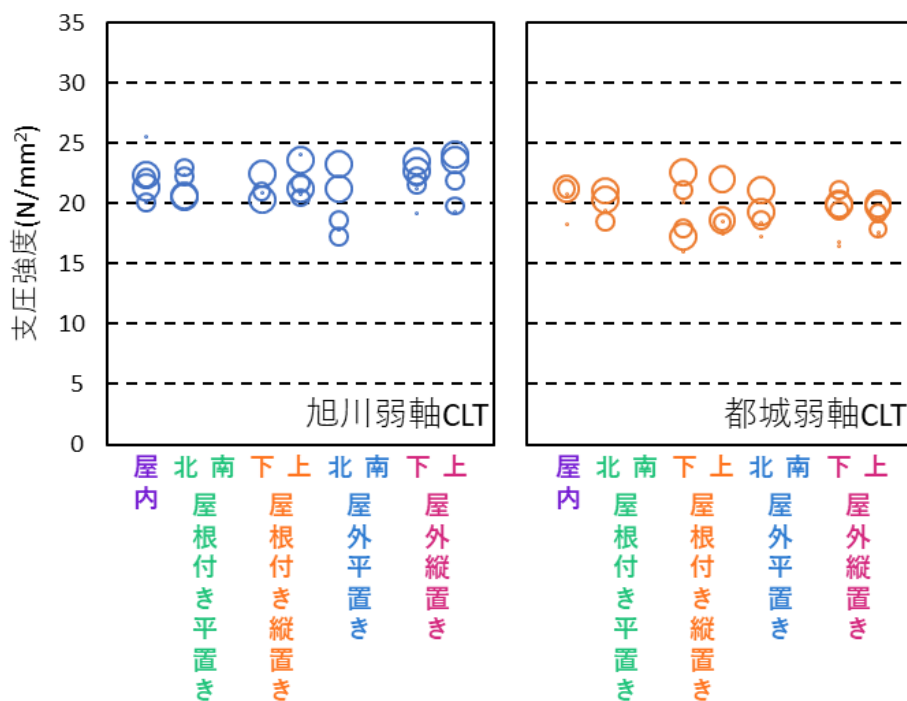 支圧強度(N/mm²)
35
30
25
20
15
10
5
0
旭川弱軸CLT
都城弱軸CLT
屋内
北 南
屋根付き平置き
下 上
屋根付き縦置き
北 南
屋外平置き
下 上
屋外縦置き
屋内
北 南
屋根付き平置き
下 上
屋根付き縦置き
北 南
屋外平置き
下 上
屋外縦置き